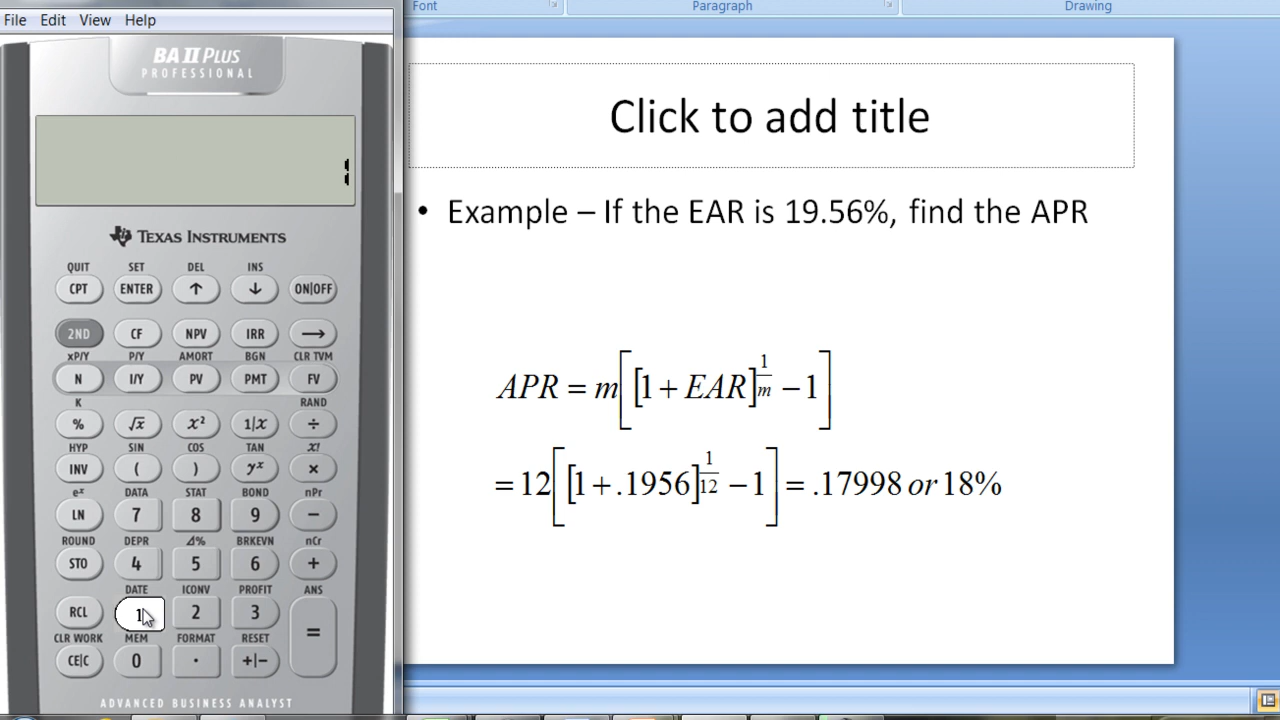 Font Paragraph Drawing
File Edit View Help
BA II PLUS
PROFESSIONAL
1
TEXAS INSTRUMENTS
QUIT SET DEL INS
CPT ENTER ↑ ↓ ON|OFF
2ND CF NPV IRR →
xP/Y P/Y AMORT BGN CLR TVM
N I/Y PV PMT FV
K RAND
% √x x² 1/x ÷
HYP SIN COS TAN x!
INV ( ) yˣ ×
eˣ DATA STAT BOND nPr
LN 7 8 9 −
ROUND DEPR Δ% BRKEVN nCr
STO 4 5 6 +
DATE ICONV PROFIT ANS
RCL 1 2 3 =
CLR WORK MEM FORMAT RESET
CE|C 0 . +|−
ADVANCED BUSINESS ANALYST
Click to add title
• Example – If the EAR is 19.56%, find the APR
APR = m[[1 + EAR]^(1/m) − 1]
= 12[[1 + .1956]^(1/12) − 1] = .17998 or 18%